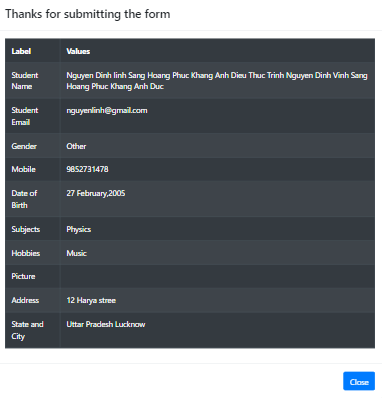 Thanks for submitting the form
Label Values
Student Name Nguyen Dinh linh Sang Hoang Phuc Khang Anh Dieu Thuc Trinh Nguyen Dinh Vinh Sang
Hoang Phuc Khang Anh Duc
Student Email nguyenlinh@gmail.com
Gender Other
Mobile 9852731478
Date of Birth 27 February,2005
Subjects Physics
Hobbies Music
Picture
Address 12 Harya stree
State and City Uttar Pradesh Lucknow
Close